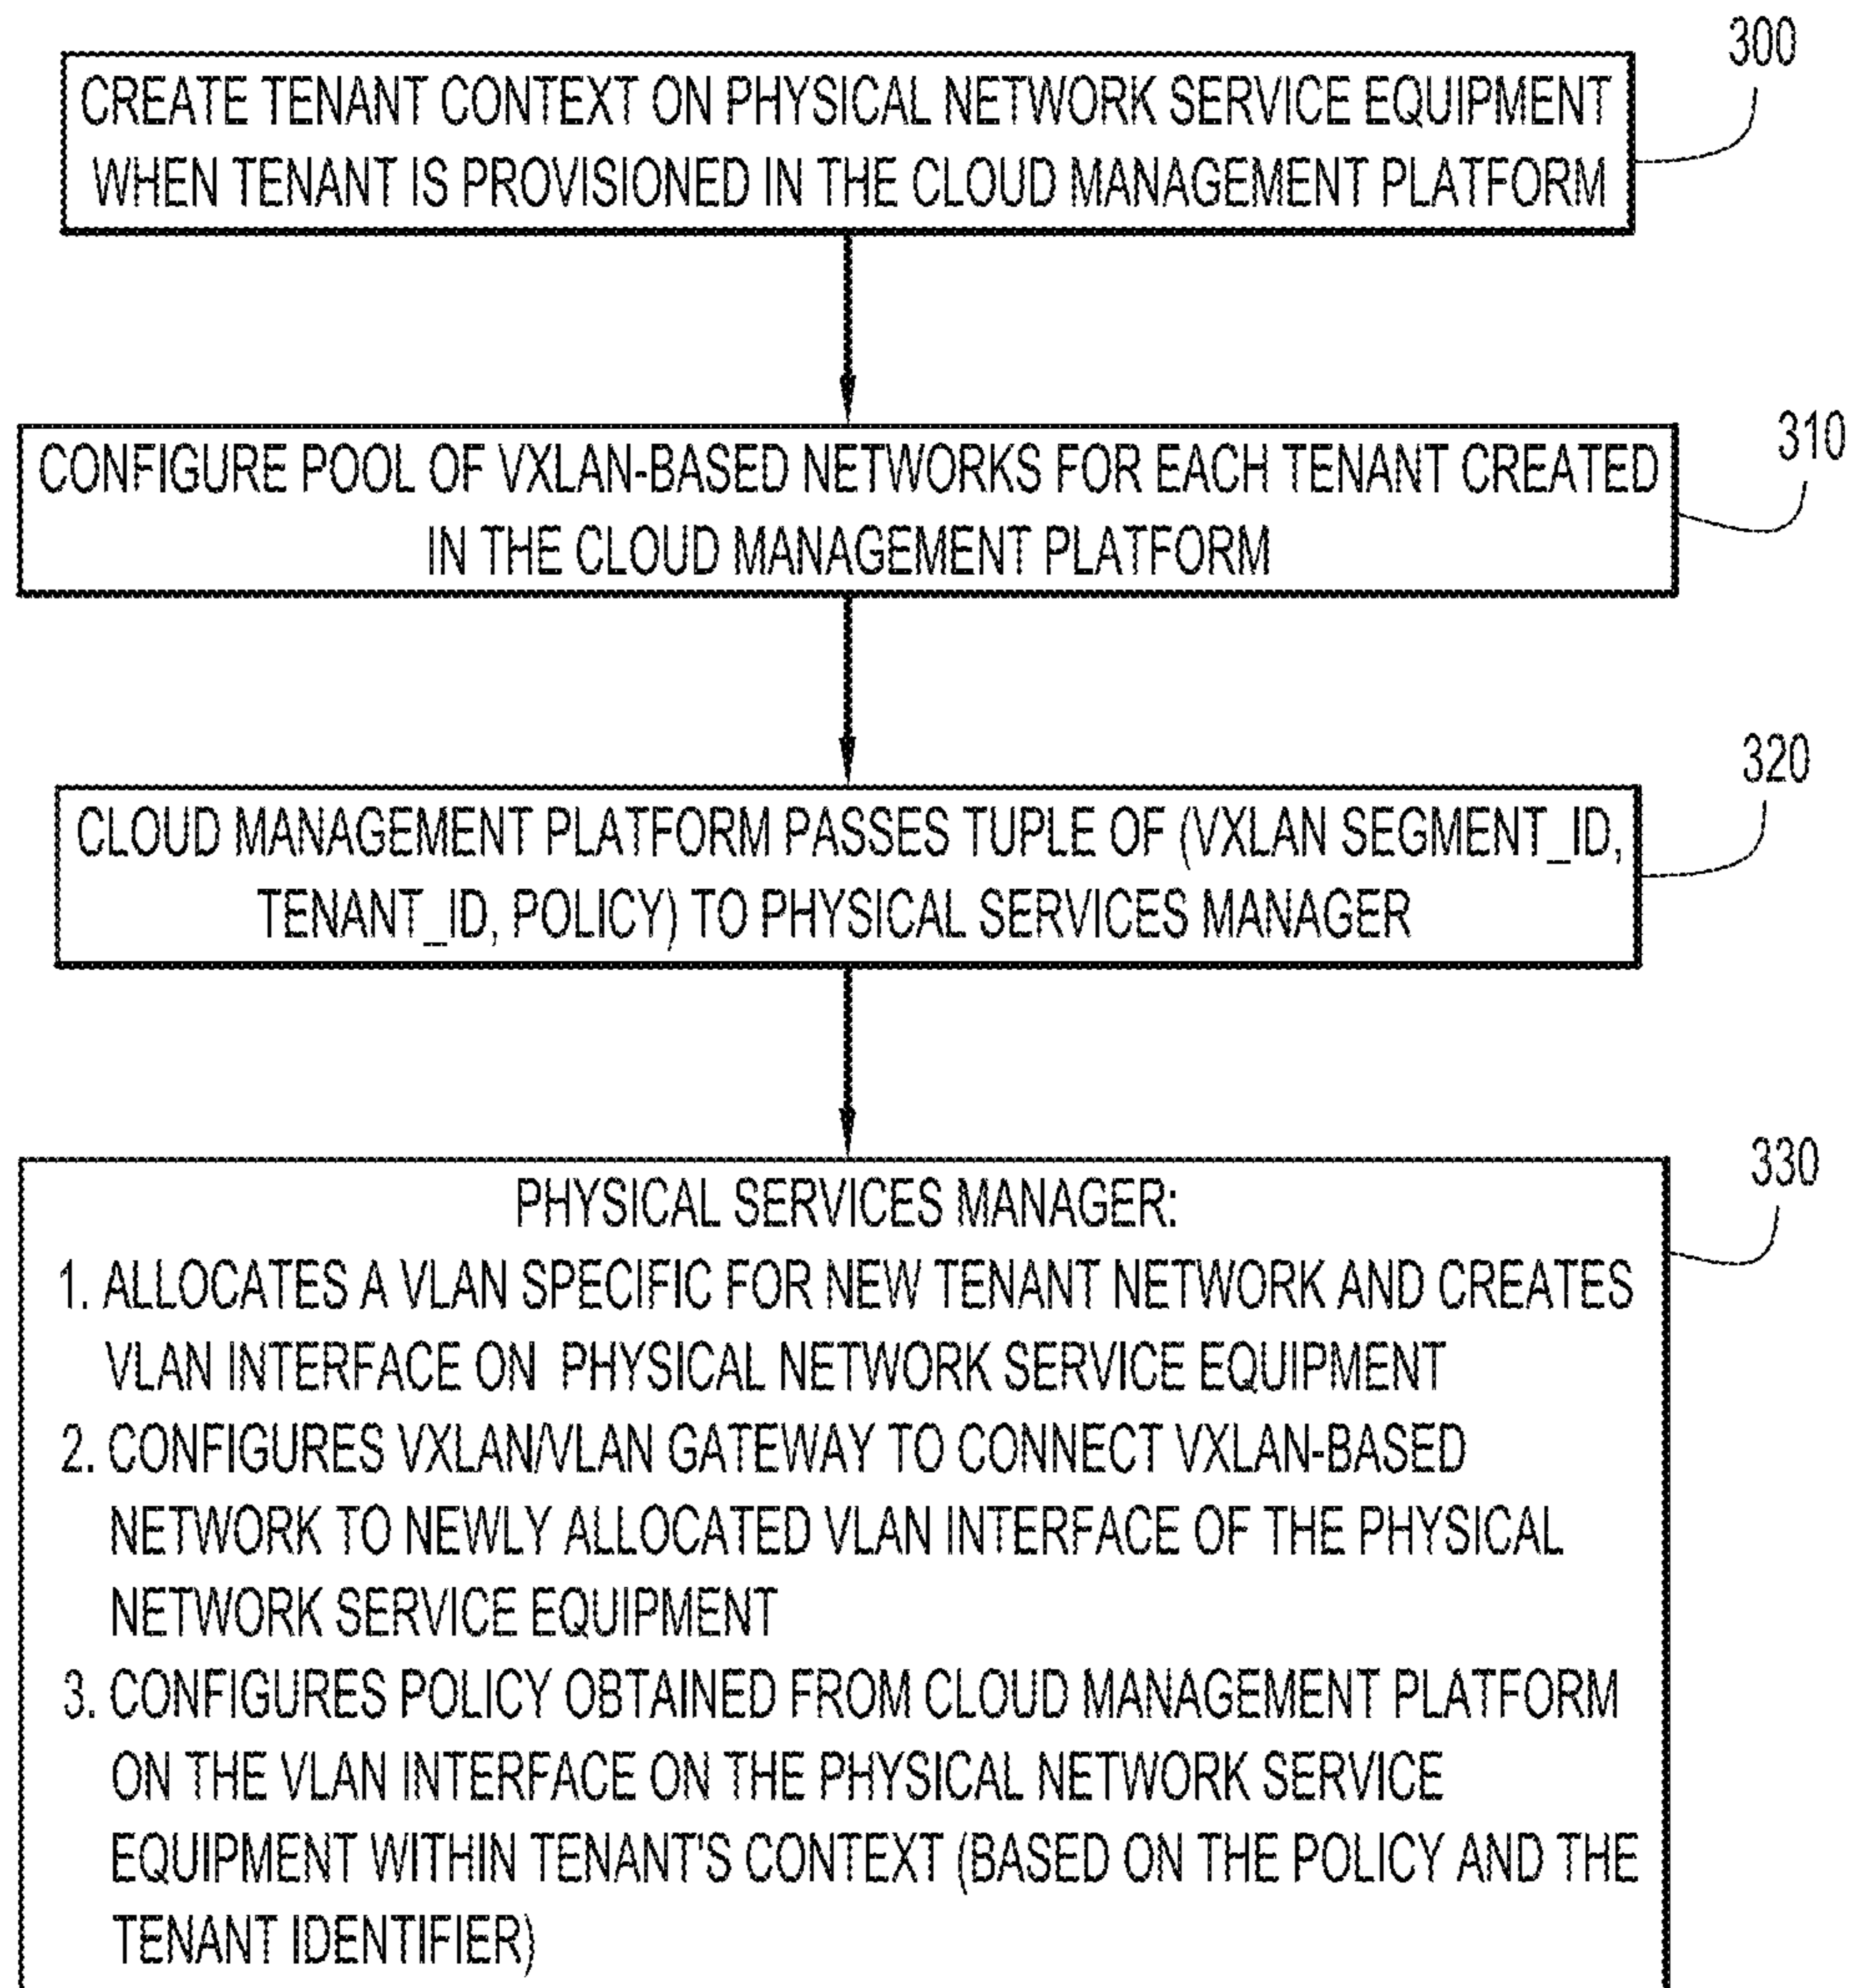 300
CREATE TENANT CONTEXT ON PHYSICAL NETWORK SERVICE EQUIPMENT
WHEN TENANT IS PROVISIONED IN THE CLOUD MANAGEMENT PLATFORM
310
CONFIGURE POOL OF VXLAN-BASED NETWORKS FOR EACH TENANT CREATED
IN THE CLOUD MANAGEMENT PLATFORM
320
CLOUD MANAGEMENT PLATFORM PASSES TUPLE OF (VXLAN SEGMENT_ID,
TENANT_ID, POLICY) TO PHYSICAL SERVICES MANAGER
330
PHYSICAL SERVICES MANAGER:
1. ALLOCATES A VLAN SPECIFIC FOR NEW TENANT NETWORK AND CREATES
VLAN INTERFACE ON PHYSICAL NETWORK SERVICE EQUIPMENT
2. CONFIGURES VXLAN/VLAN GATEWAY TO CONNECT VXLAN-BASED
NETWORK TO NEWLY ALLOCATED VLAN INTERFACE OF THE PHYSICAL
NETWORK SERVICE EQUIPMENT
3. CONFIGURES POLICY OBTAINED FROM CLOUD MANAGEMENT PLATFORM
ON THE VLAN INTERFACE ON THE PHYSICAL NETWORK SERVICE
EQUIPMENT WITHIN TENANT'S CONTEXT (BASED ON THE POLICY AND THE
TENANT IDENTIFIER)